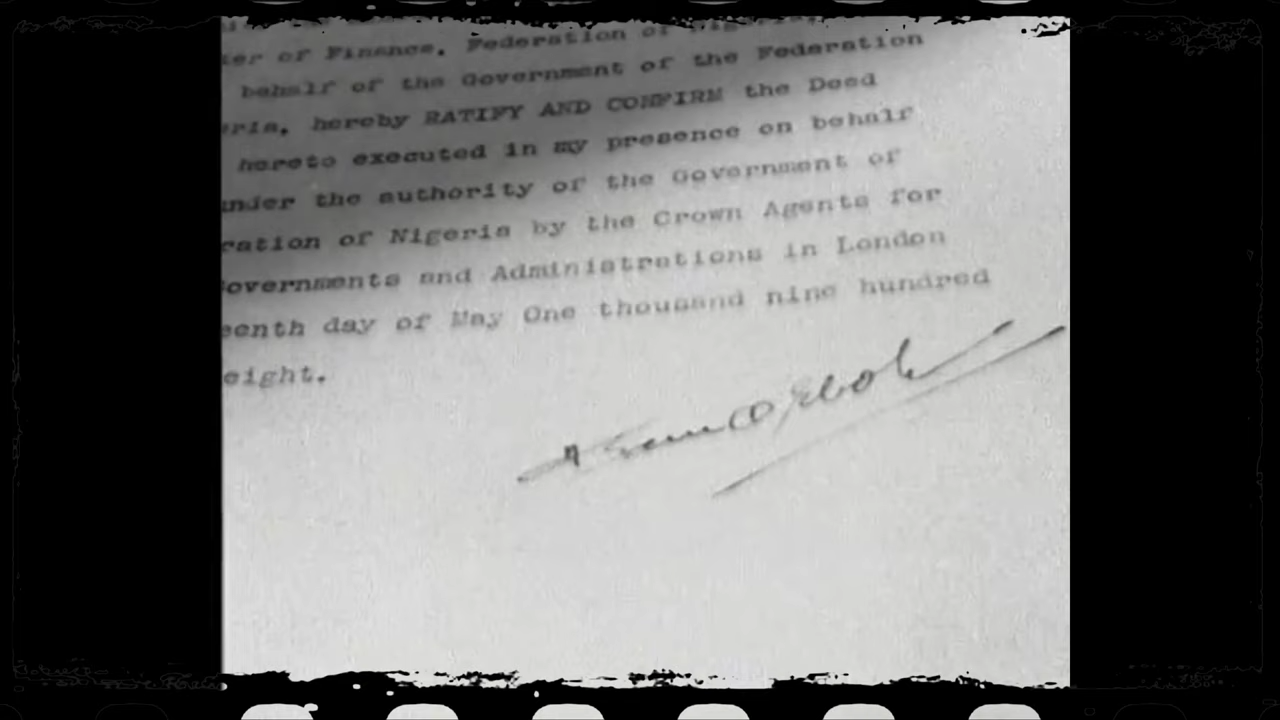 ter of Finance, Federation of Nigeria,
behalf of the Government of the Federation
eria, hereby RATIFY AND CONFIRM the Deed
hereto executed in my presence on behalf
under the authority of the Government of
ration of Nigeria by the Crown Agents for
Governments and Administrations in London
eenth day of May One thousand nine hundred
eight.